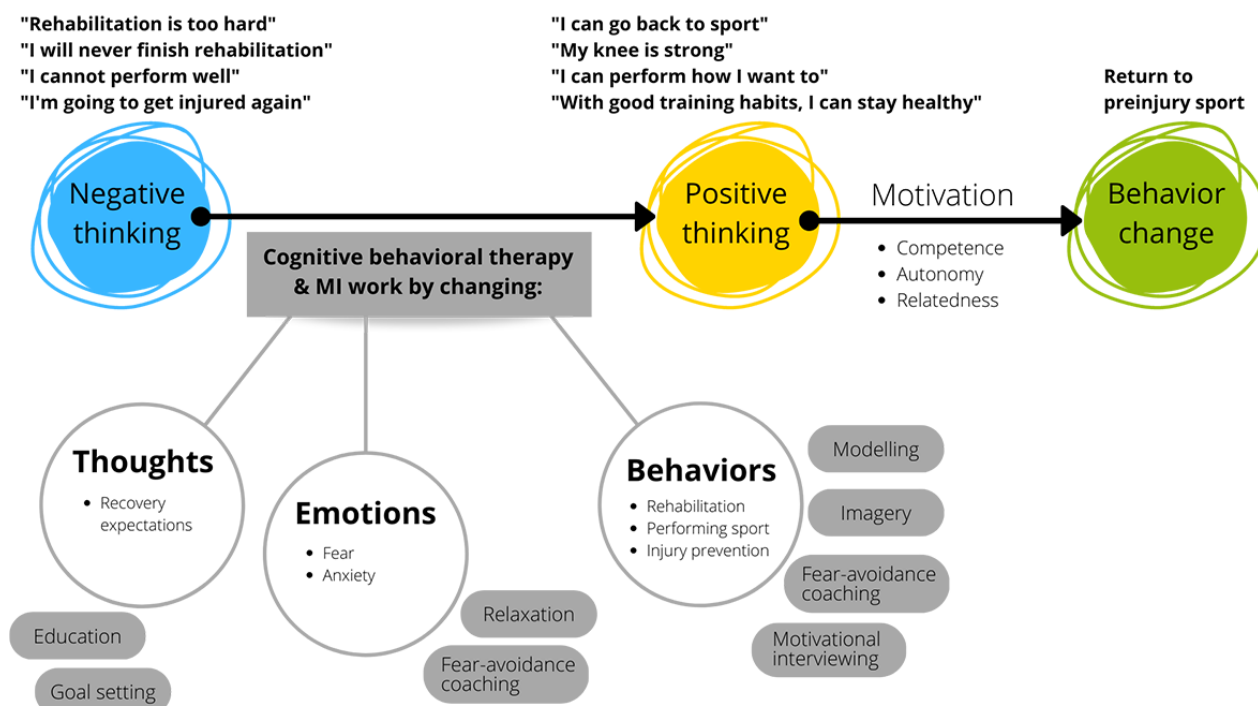 "Rehabilitation is too hard"
"I will never finish rehabilitation"
"I cannot perform well"
"I'm going to get injured again"
"I can go back to sport"
"My knee is strong"
"I can perform how I want to"
"With good training habits, I can stay healthy"
Return to
preinjury sport
Negative
thinking
Positive
thinking
Motivation
• Competence
• Autonomy
• Relatedness
Behavior
change
Cognitive behavioral therapy
& MI work by changing:
Thoughts
• Recovery
expectations
Education
Goal setting
Emotions
• Fear
• Anxiety
Relaxation
Fear-avoidance
coaching
Behaviors
• Rehabilitation
• Performing sport
• Injury prevention
Modelling
Imagery
Fear-avoidance
coaching
Motivational
interviewing